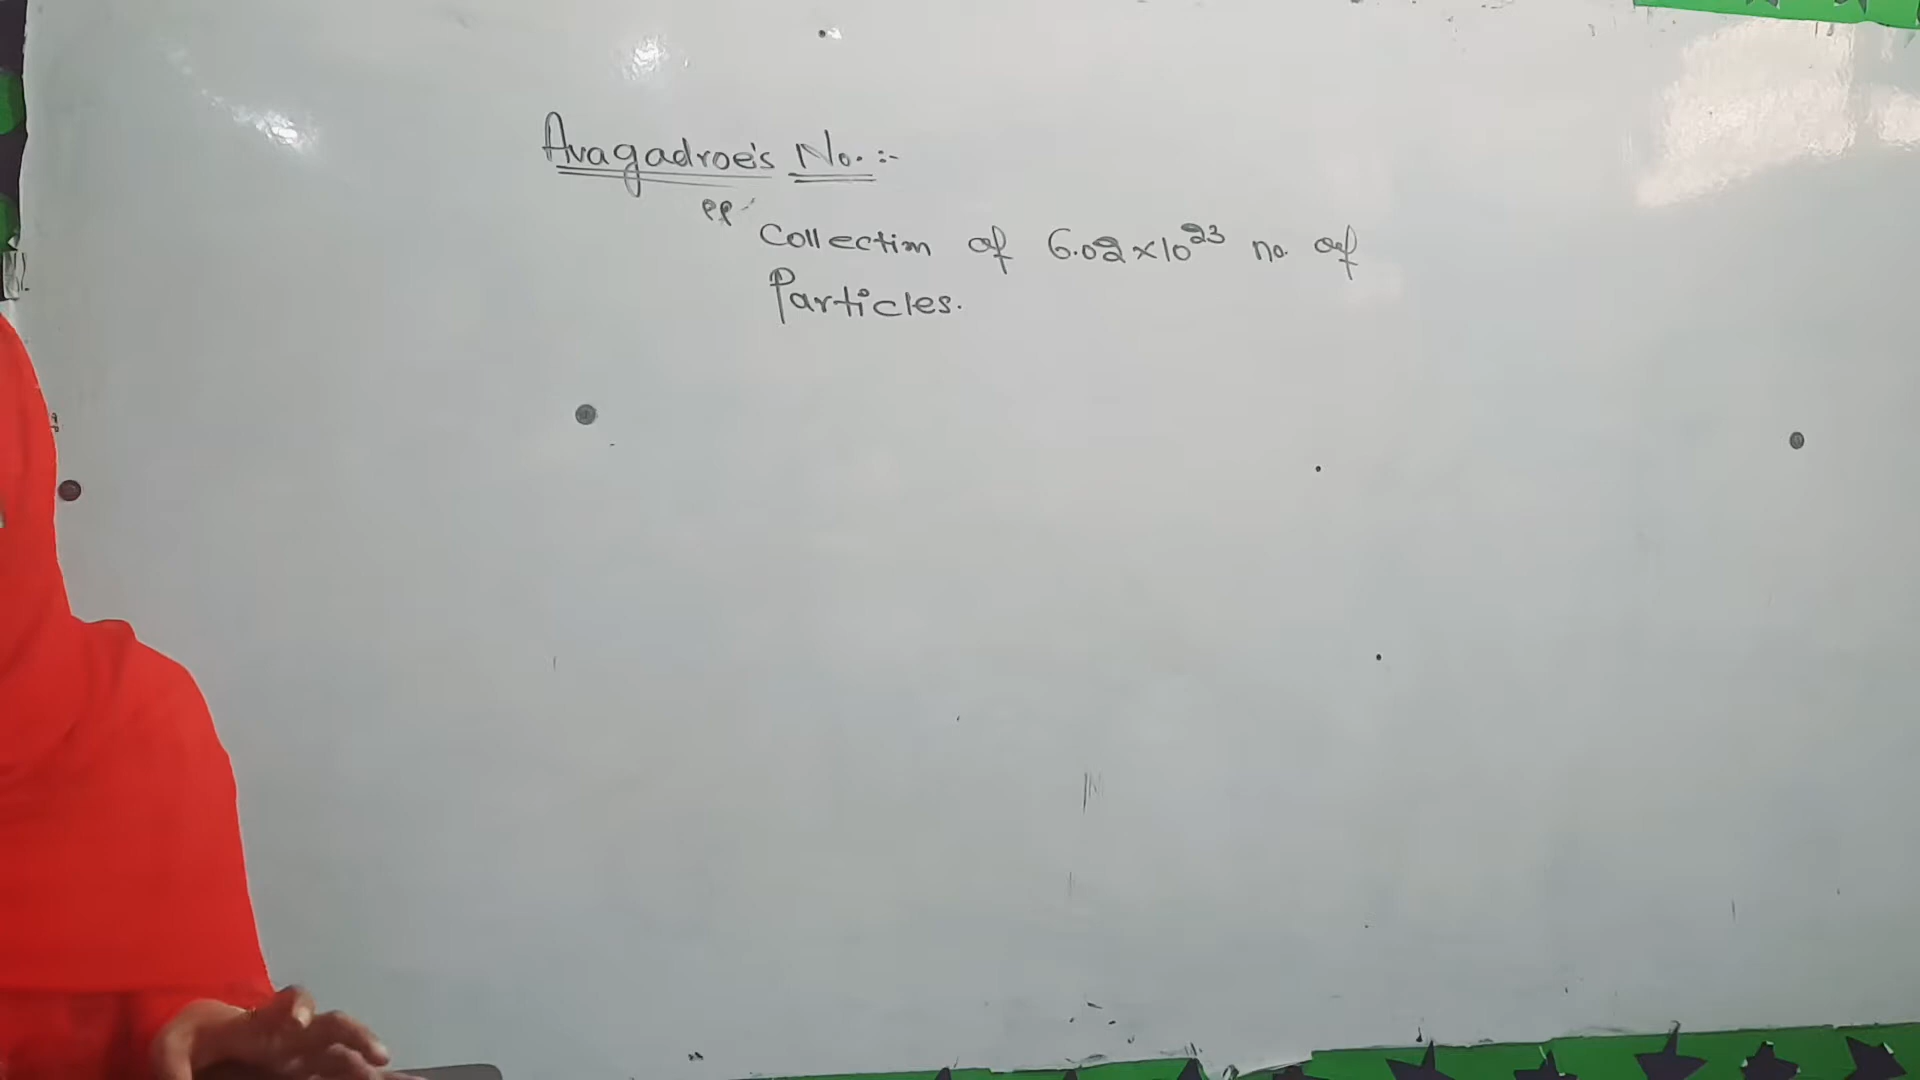 Avagadroe's No. :-
" Collection of 6.02 × 10²³ no. of
Particles.